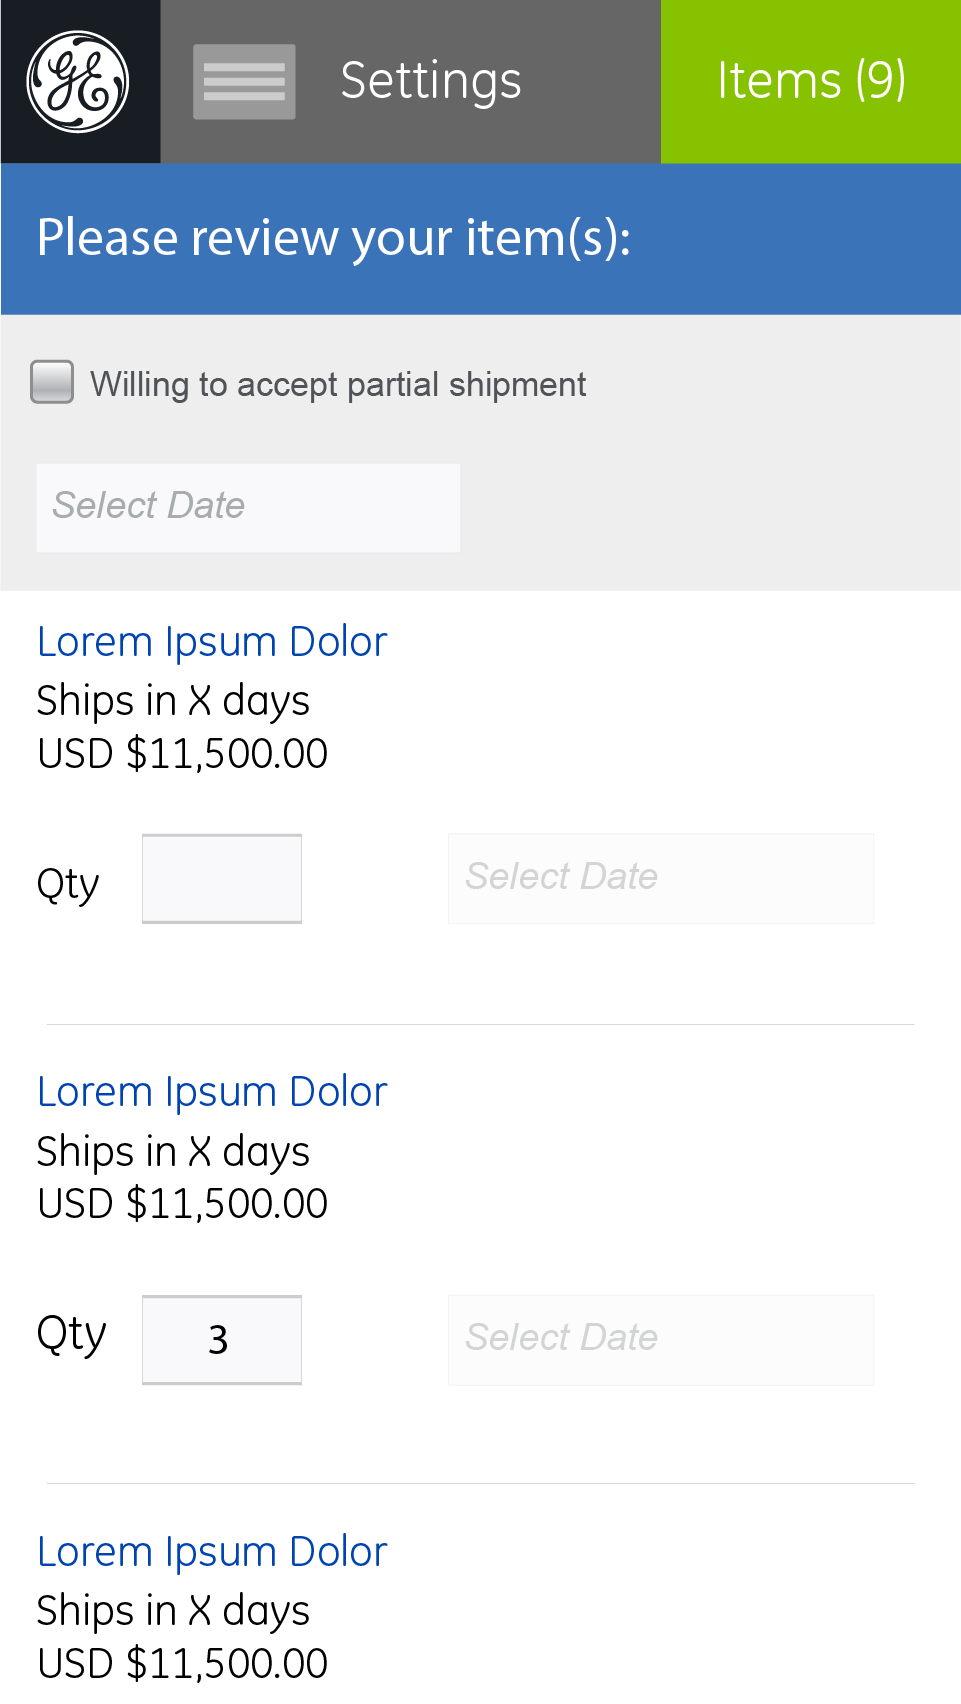 GE
Settings
Items (9)
Please review your item(s):
Willing to accept partial shipment
Select Date
Lorem Ipsum Dolor
Ships in X days
USD $11,500.00
Qty
Select Date
Lorem Ipsum Dolor
Ships in X days
USD $11,500.00
Qty 3
Select Date
Lorem Ipsum Dolor
Ships in X days
USD $11,500.00